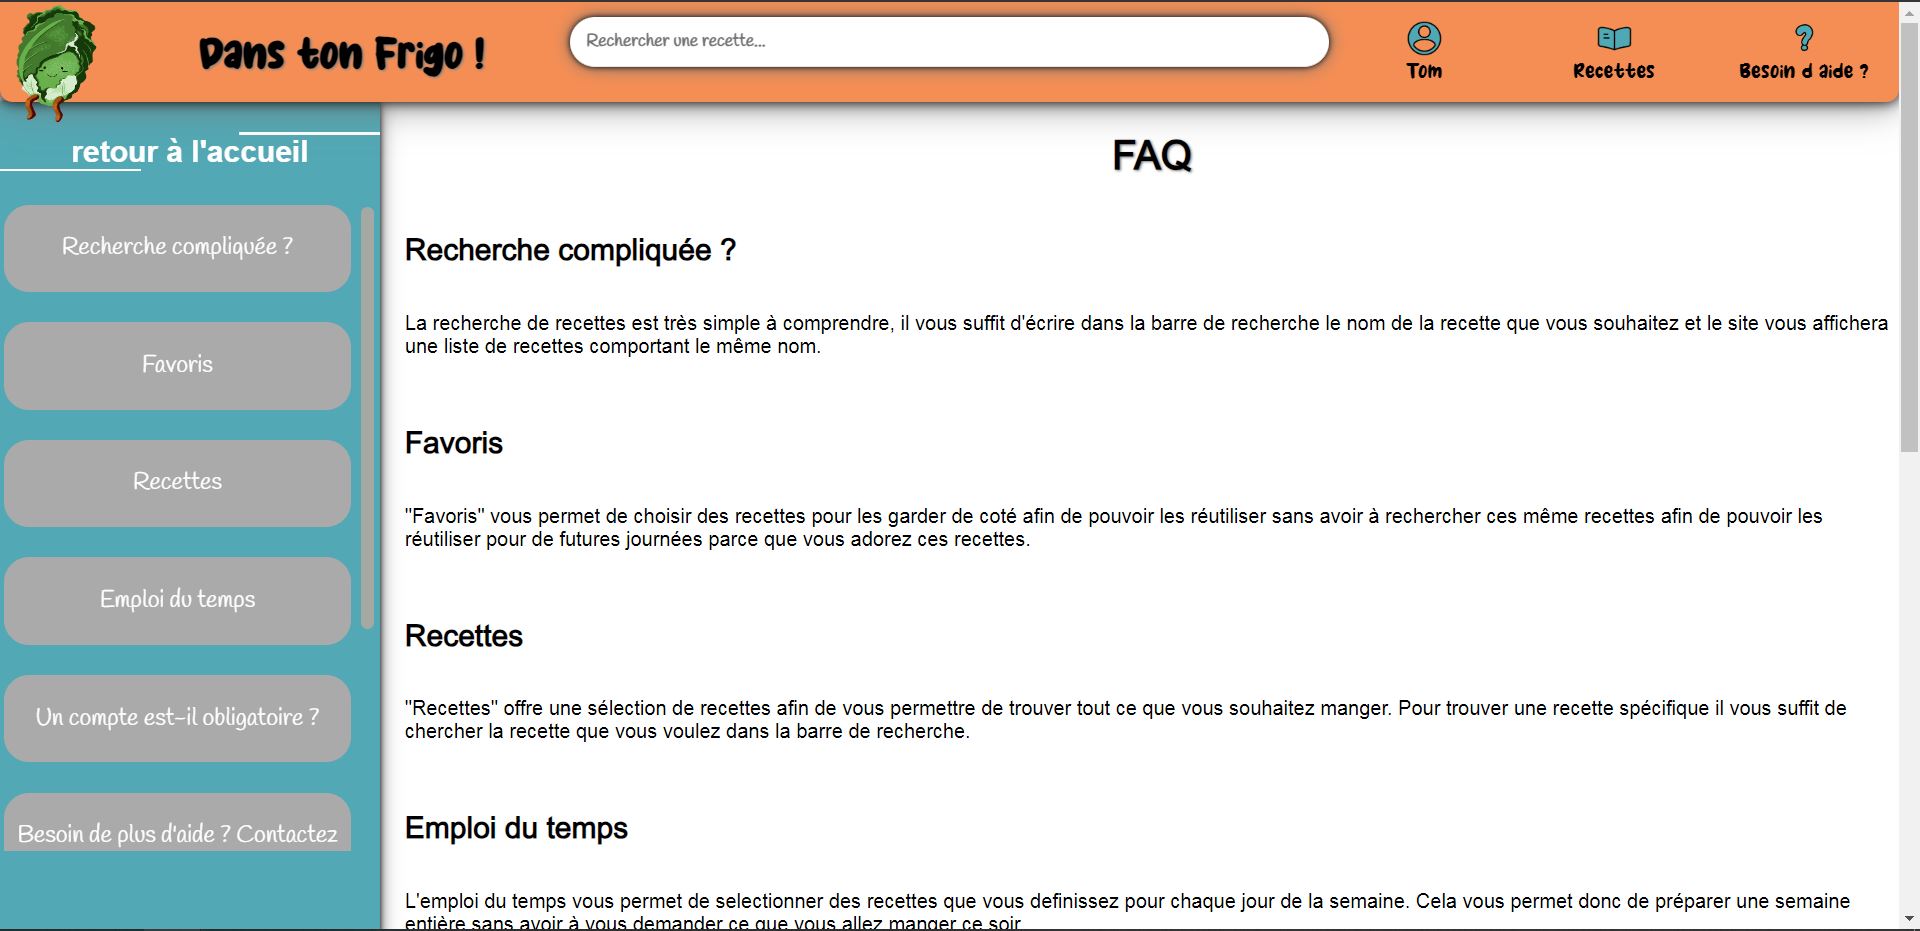 Dans ton Frigo !
Rechercher une recette...
Tom
Recettes
Besoin d aide ?
retour à l'accueil
Recherche compliquée ?
Favoris
Recettes
Emploi du temps
Un compte est-il obligatoire ?
Besoin de plus d'aide ? Contactez
FAQ
Recherche compliquée ?
La recherche de recettes est très simple à comprendre, il vous suffit d'écrire dans la barre de recherche le nom de la recette que vous souhaitez et le site vous affichera
une liste de recettes comportant le même nom.
Favoris
"Favoris" vous permet de choisir des recettes pour les garder de coté afin de pouvoir les réutiliser sans avoir à rechercher ces même recettes afin de pouvoir les
réutiliser pour de futures journées parce que vous adorez ces recettes.
Recettes
"Recettes" offre une sélection de recettes afin de vous permettre de trouver tout ce que vous souhaitez manger. Pour trouver une recette spécifique il vous suffit de
chercher la recette que vous voulez dans la barre de recherche.
Emploi du temps
L'emploi du temps vous permet de selectionner des recettes que vous definissez pour chaque jour de la semaine. Cela vous permet donc de préparer une semaine
entière sans avoir à vous demander ce que vous allez manger ce soir